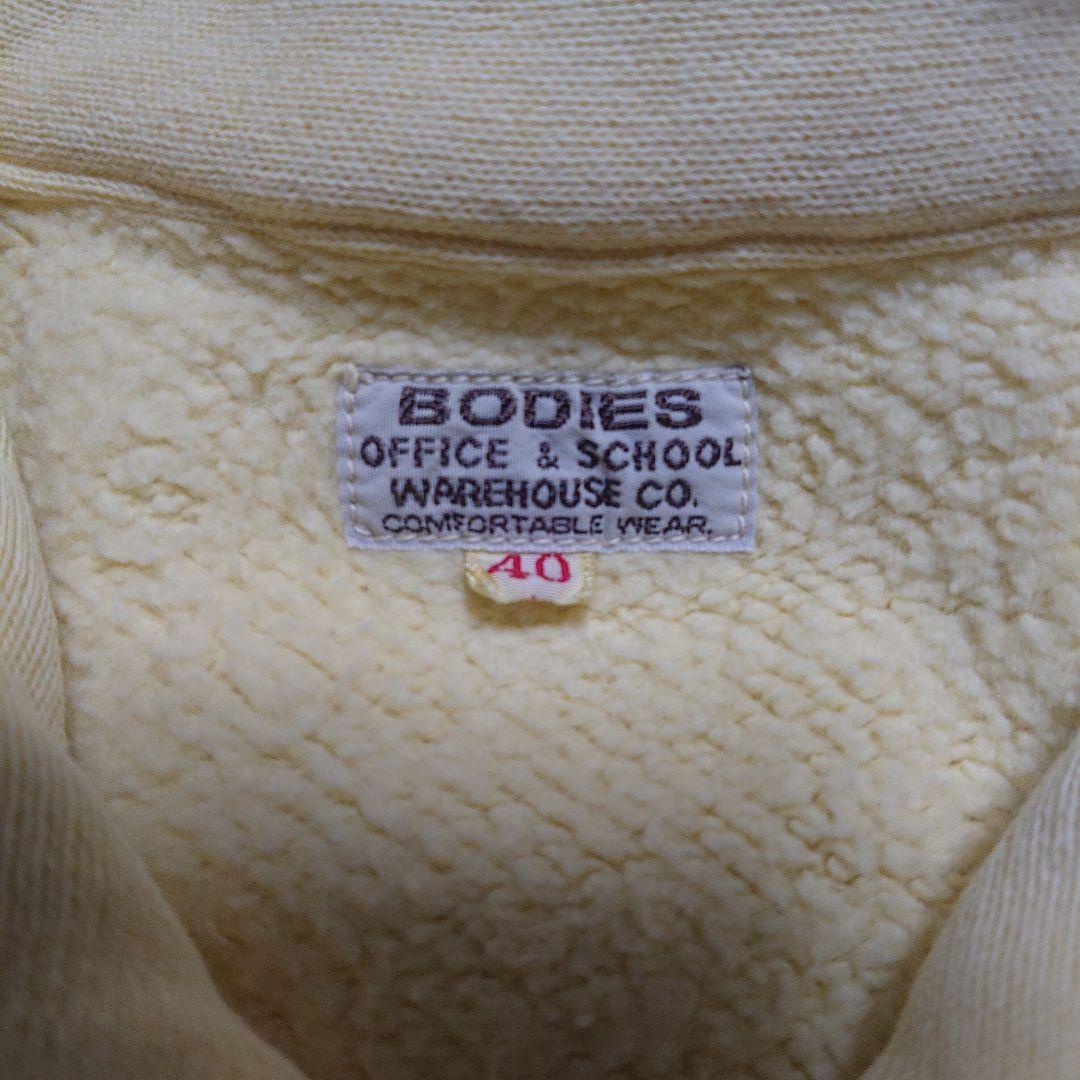 BODIES
OFFICE & SCHOOL
WAREHOUSE CO.
COMFORTABLE WEAR.
40